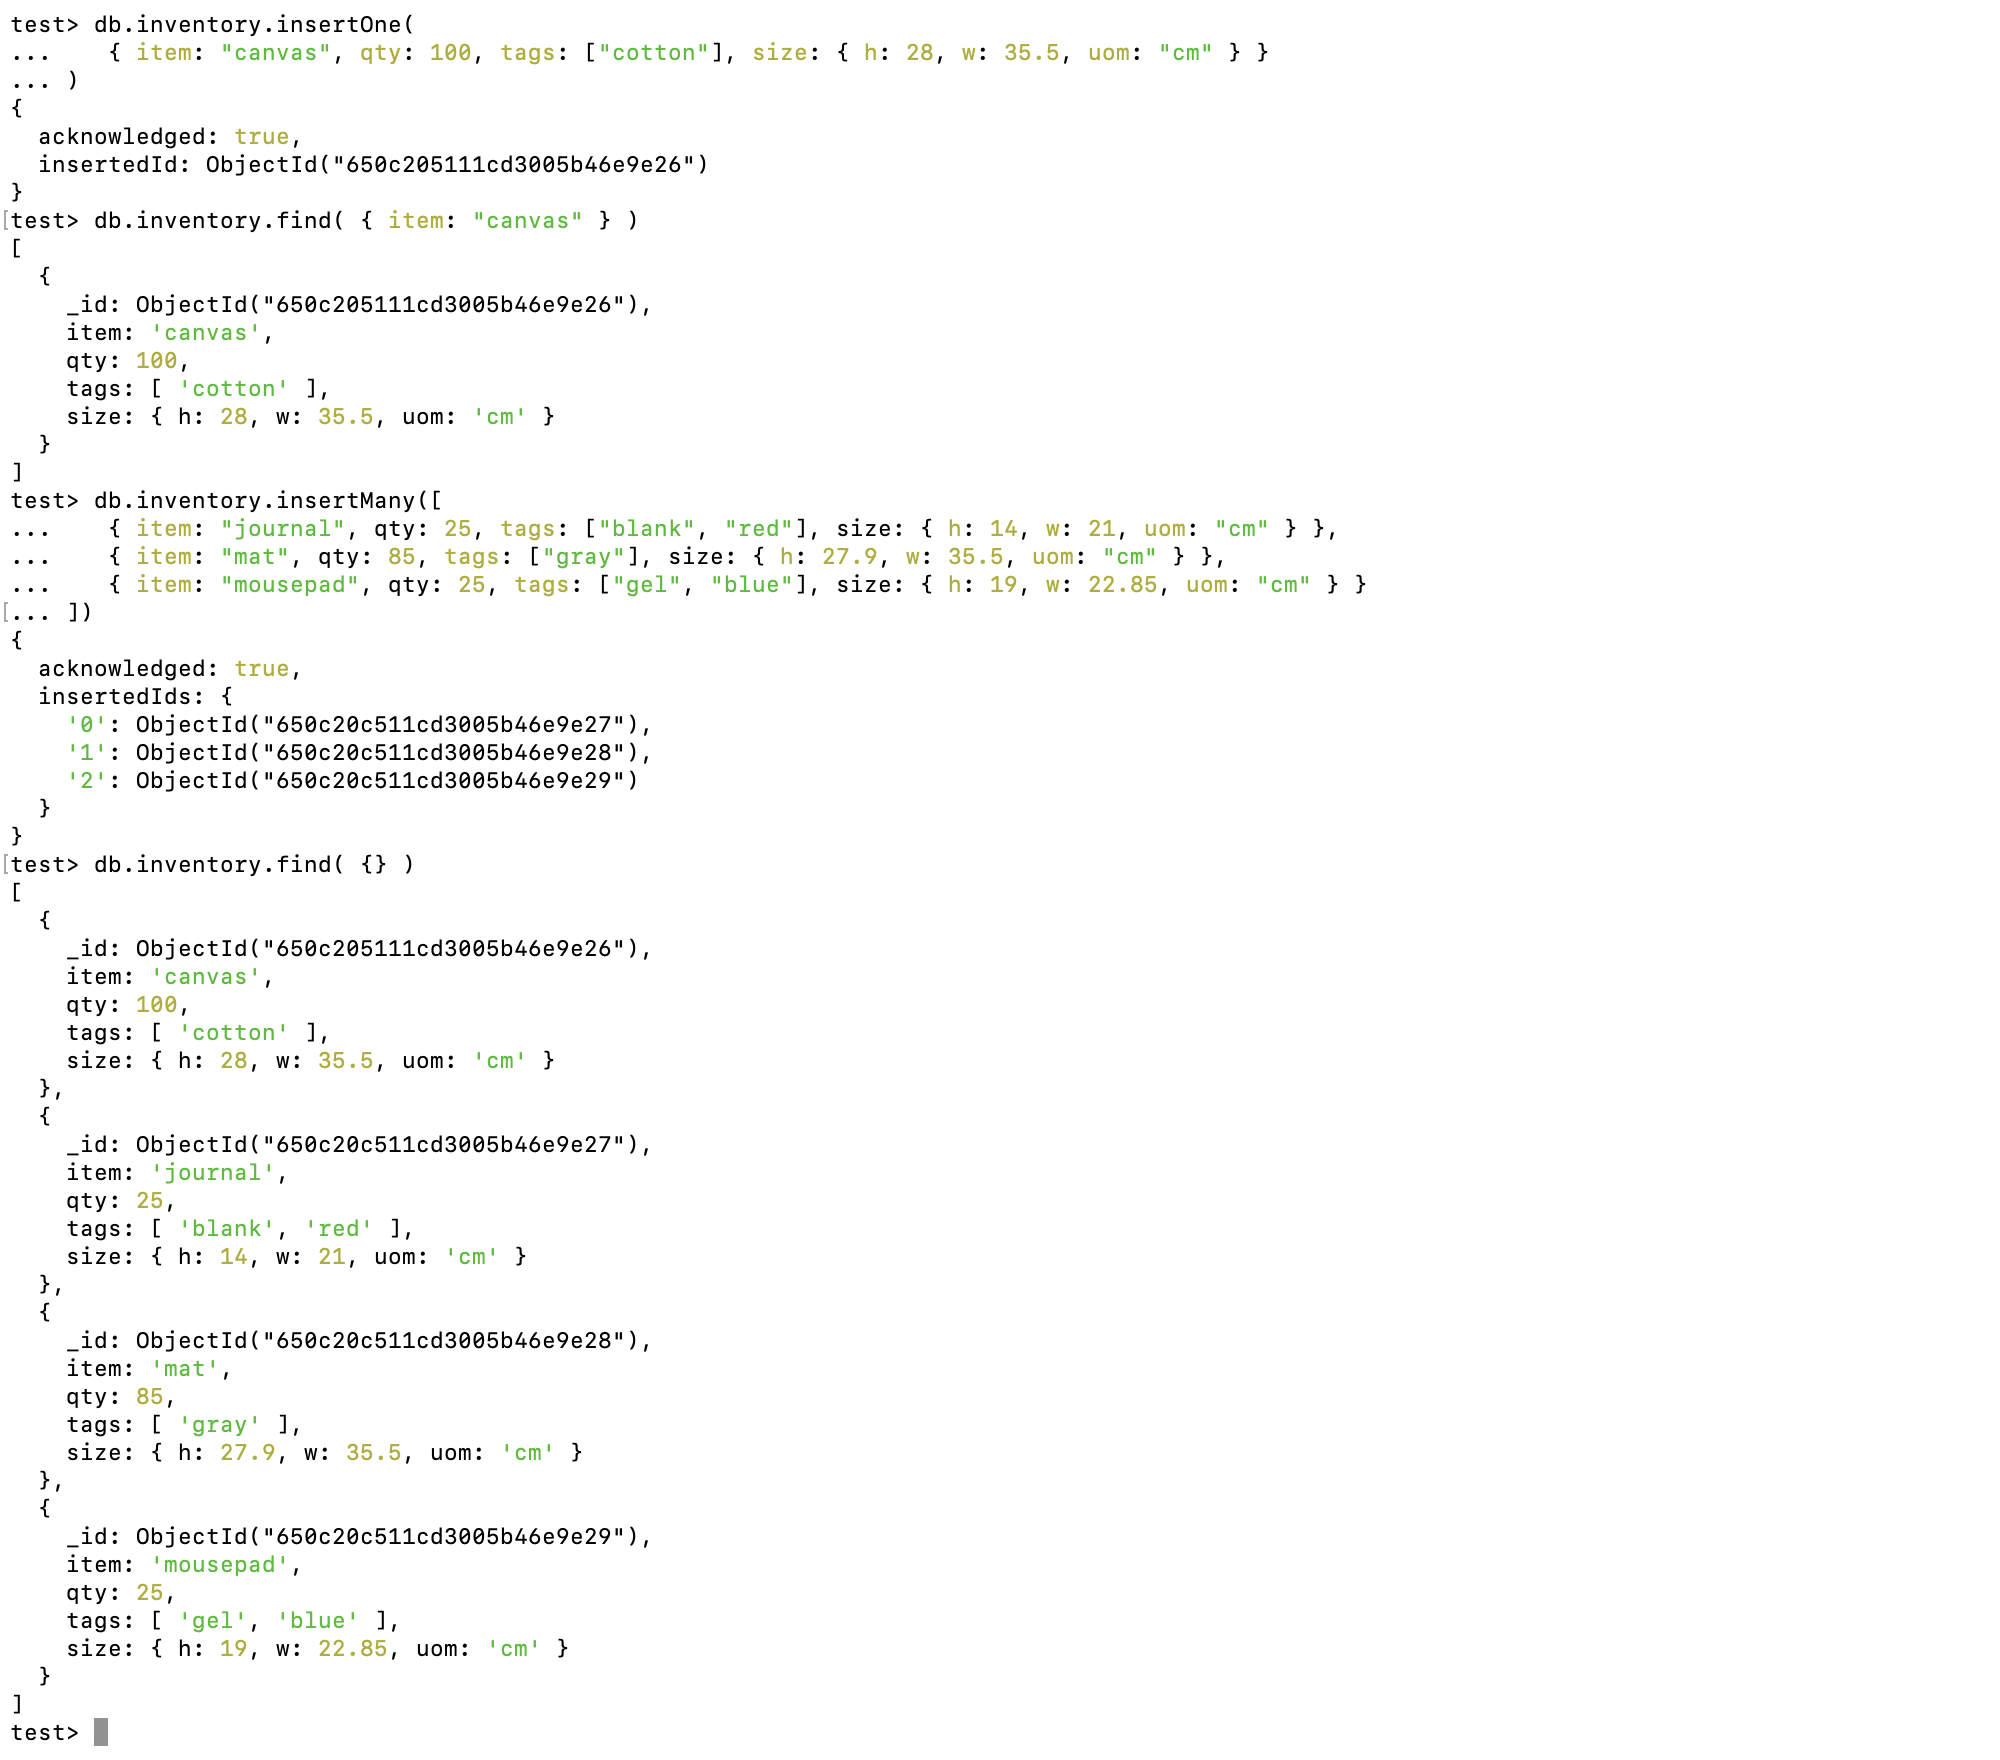 test> db.inventory.insertOne(
...    { item: "canvas", qty: 100, tags: ["cotton"], size: { h: 28, w: 35.5, uom: "cm" } }
... )
{
  acknowledged: true,
  insertedId: ObjectId("650c205111cd3005b46e9e26")
}
[test> db.inventory.find( { item: "canvas" } )
[
  {
    _id: ObjectId("650c205111cd3005b46e9e26"),
    item: 'canvas',
    qty: 100,
    tags: [ 'cotton' ],
    size: { h: 28, w: 35.5, uom: 'cm' }
  }
]
test> db.inventory.insertMany([
...    { item: "journal", qty: 25, tags: ["blank", "red"], size: { h: 14, w: 21, uom: "cm" } },
...    { item: "mat", qty: 85, tags: ["gray"], size: { h: 27.9, w: 35.5, uom: "cm" } },
...    { item: "mousepad", qty: 25, tags: ["gel", "blue"], size: { h: 19, w: 22.85, uom: "cm" } }
[... ])
{
  acknowledged: true,
  insertedIds: {
    '0': ObjectId("650c20c511cd3005b46e9e27"),
    '1': ObjectId("650c20c511cd3005b46e9e28"),
    '2': ObjectId("650c20c511cd3005b46e9e29")
  }
}
[test> db.inventory.find( {} )
[
  {
    _id: ObjectId("650c205111cd3005b46e9e26"),
    item: 'canvas',
    qty: 100,
    tags: [ 'cotton' ],
    size: { h: 28, w: 35.5, uom: 'cm' }
  },
  {
    _id: ObjectId("650c20c511cd3005b46e9e27"),
    item: 'journal',
    qty: 25,
    tags: [ 'blank', 'red' ],
    size: { h: 14, w: 21, uom: 'cm' }
  },
  {
    _id: ObjectId("650c20c511cd3005b46e9e28"),
    item: 'mat',
    qty: 85,
    tags: [ 'gray' ],
    size: { h: 27.9, w: 35.5, uom: 'cm' }
  },
  {
    _id: ObjectId("650c20c511cd3005b46e9e29"),
    item: 'mousepad',
    qty: 25,
    tags: [ 'gel', 'blue' ],
    size: { h: 19, w: 22.85, uom: 'cm' }
  }
]
test>